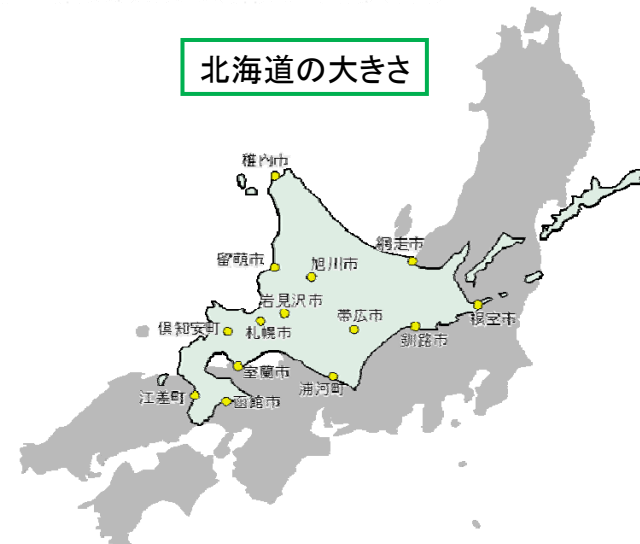 北海道の大きさ
稚内市
網走市
留萌市
旭川市
岩見沢市
帯広市
根室市
倶知安町
札幌市
釧路市
室蘭市
浦河町
江差町
函館市